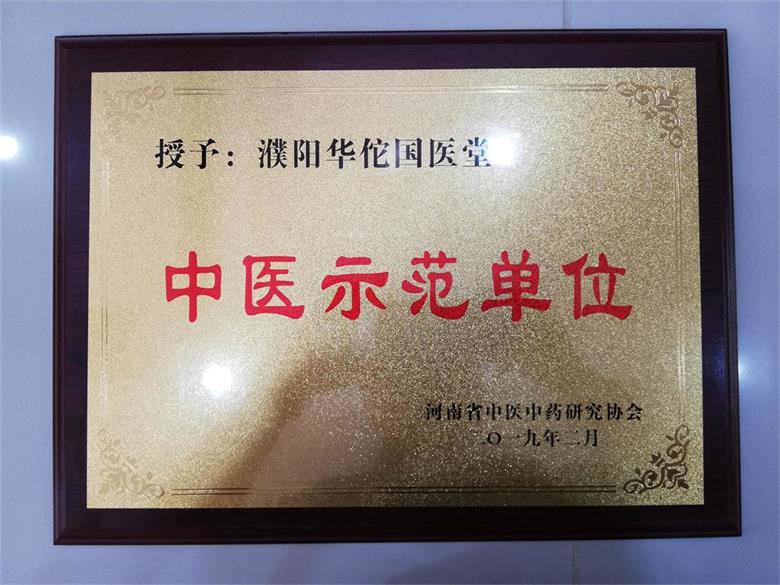 授予：濮阳华佗国医堂
中医示范单位
河南省中医中药研究协会
二〇一九年二月